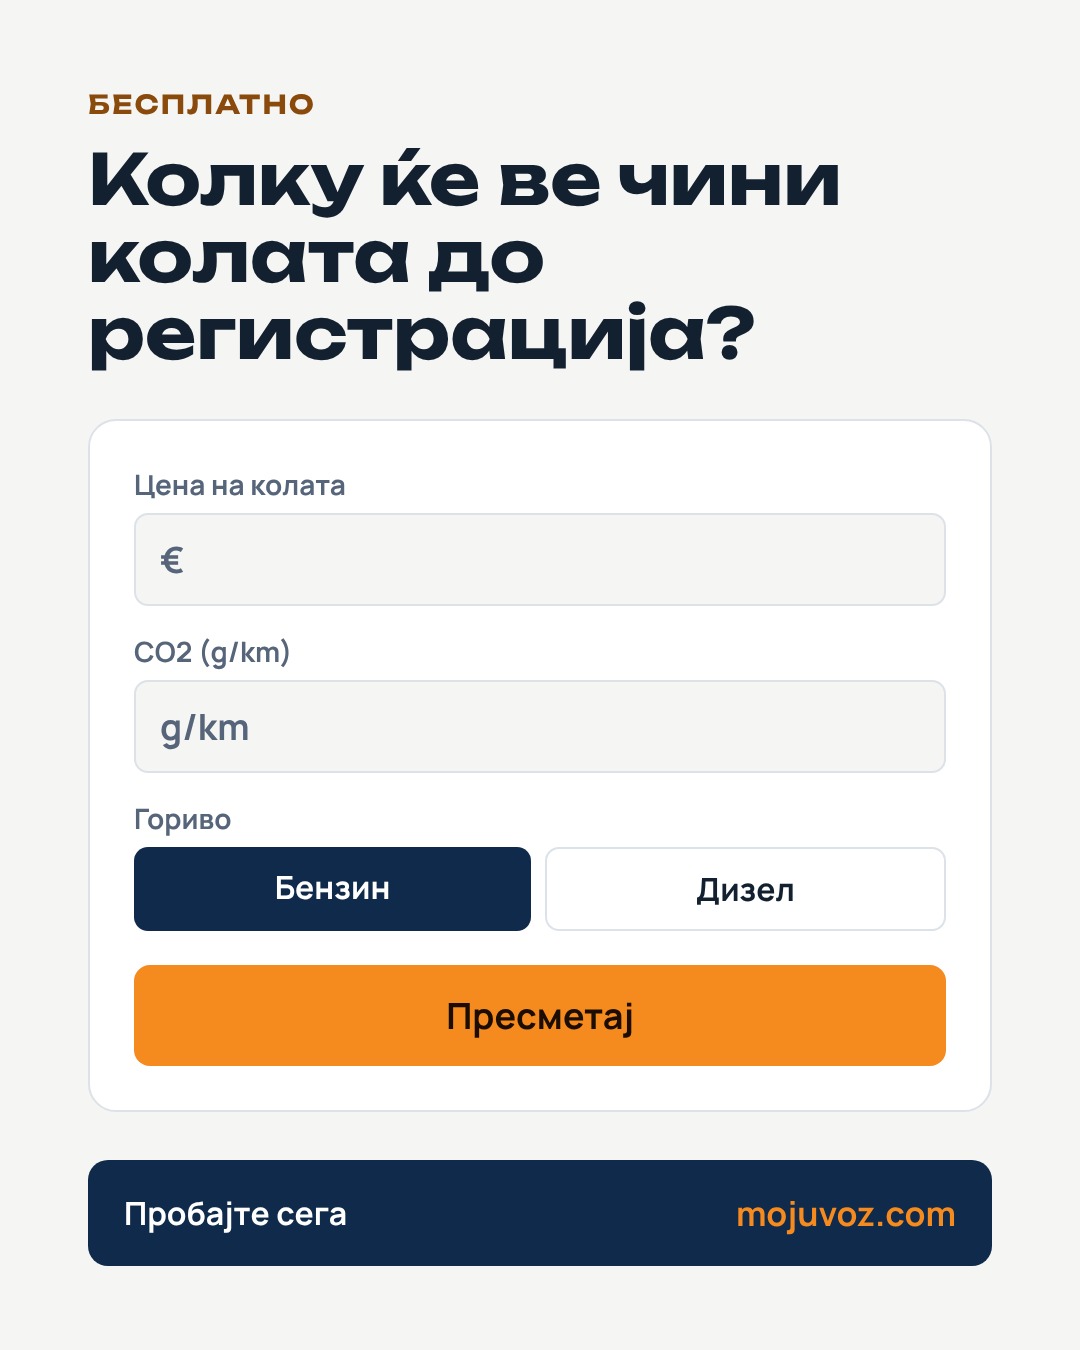 БЕСПЛАТНО
Колку ќе ве чини
колата до
регистрација?
Цена на колата
€
CO2 (g/km)
g/km
Гориво
Бензин
Дизел
Пресметај
Пробајте сега
mojuvoz.com